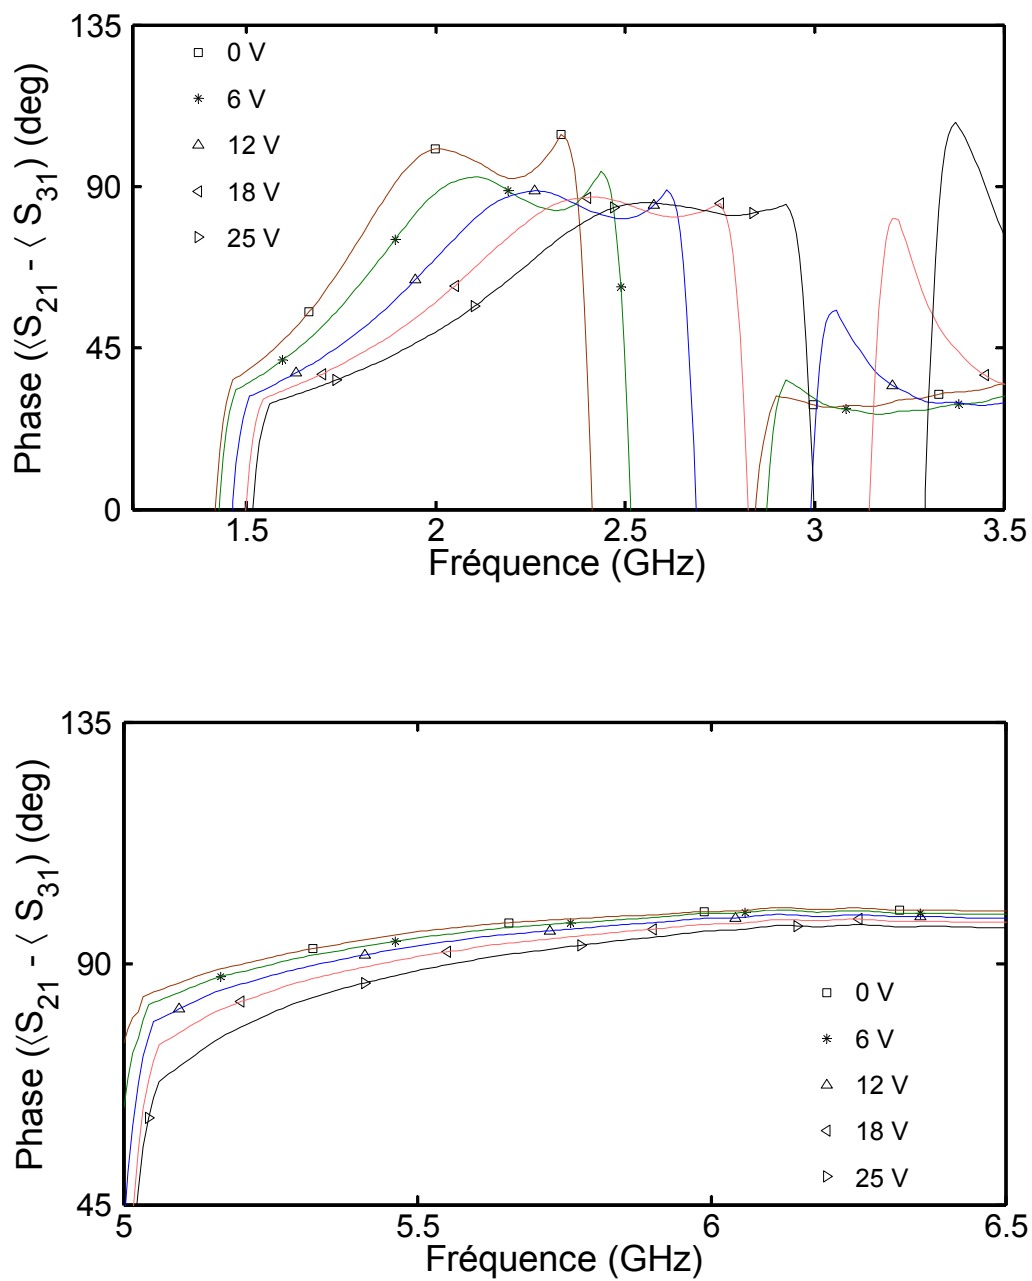 135
90
45
0
Phase (⟨S21 - ⟨ S31) (deg)
0 V
6 V
12 V
18 V
25 V
1.5 2 2.5 3 3.5
Fréquence (GHz)
135
90
45
Phase (⟨S21 - ⟨ S31) (deg)
0 V
6 V
12 V
18 V
25 V
5 5.5 6 6.5
Fréquence (GHz)